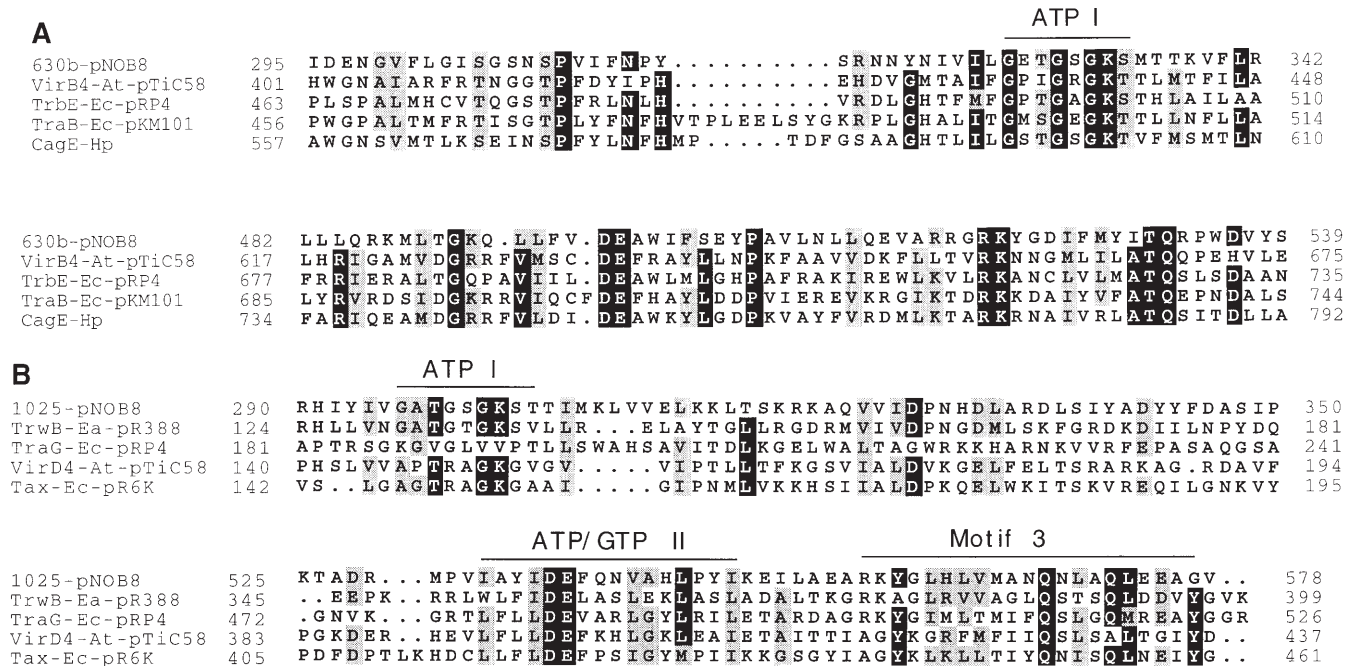 A
ATP I
630b-pNOB8 295 IDENGVFLGISGSNSPVIFNPY..........SRNNYNIVILGETGSGKSMTTKVFLR 342
VirB4-At-pTiC58 401 HWGNAIARFRTNGGTPFDYIPH..........EHDVGMTAIFGPIGRGKTTLMTFILA 448
TrbE-Ec-pRP4 463 PLSPALMHCVTQGSTPFRLNLH..........VRDLGHTFMFGPTGAGKSTHLAILAA 510
TraB-Ec-pKM101 456 PWGPALTMFRTISGTPLYFNFHVTPLEELSYGKRPLGHALITGMSGEGKTTLLNFLLA 514
CagE-Hp 557 AWGNSVMTLKSEINSPFYLNFHMP.......TDFGSAAGHTLILGSTGSGKTVFMSMTLN 610
630b-pNOB8 482 LLLQRKMLTGKQ.LLFV.DEAWIFSEYPAVLNLLQEVARRGRKYGDIFMYITQRPWDVYS 539
VirB4-At-pTiC58 617 LHRIGAMVDGRRFVMSC.DEFRAYLLNPKFAAVVDKFLLTVRKNNGMLILATQQPEHVLE 675
TrbE-Ec-pRP4 677 FRRIERALTGQPAVIIL.DEAWLMLGHPAFRAKIREWLKVLRKANCLVLMATQSLSDAAN 735
TraB-Ec-pKM101 685 LYRVRDSIDGKRRVIQCFDEFHAYLDDPVIEREVKRGIKTDRKKDAIYVFATQEPNDALS 744
CagE-Hp 734 FARIQEAMDGRRFVLDI.DEAWKYLGDPKVAYFVRDMLKTARKRNAIVRLATQSITDLLA 792
B
ATP I
1025-pNOB8 290 RHIYIVGATGSGKSTTIMKLVVELKKLTSKRKAQVVIDPNHDLARDLSIYADYYFDASIP 350
TrwB-Ea-pR388 124 RHLLVNGATGTGKSVLLR...ELAYTGLLRGDRMVIVDPNGDMLSKFGRDKDIILNPYDQ 181
TraG-Ec-pRP4 181 APTRSGKGVGLVVPTLLSWAHSAVITDLKGELWALTAGWRKKHARNKVVRFEPASAQGSA 241
VirD4-At-pTiC58 140 PHSLVVAPTRAGKGVGV.....VIPTLLTFKGSVIALDVKGELFELTSRARKAG.RDAVF 194
Tax-Ec-pR6K 142 VS..LGAGTRAGKGAAI.....GIPNMLVKKHSIIALDPKQELWKITSKVREQILGNKVY 195
ATP/GTP II Motif 3
1025-pNOB8 525 KTADR...MPVIAYIDEFQNVAHLPYIKEILAEARKYGLHLVMANQNLAQLEEAGV.. 578
TrwB-Ea-pR388 345 ..EEPK..RRLWLFIDELASLEKLASLADALTKGRKAGLRVVAGLQSTSQLDDVYGVK 399
TraG-Ec-pRP4 472 .GNVK...GRTLFLLDEVARLGYLRILETARDAGRKYGIMLTMIFQSLGQMREAYGGR 526
VirD4-At-pTiC58 383 PGKDER..HEVLFLLDEFKHLGKLEAIETAITTIAGYKGRFMFIIQSLSALTGIYD.. 437
Tax-Ec-pR6K 405 PDFDPTLKHDCLLFLDEFPSIGYMPIIKKGSGYIAGYKLKLLTIYQNISQLNEIYG.. 461